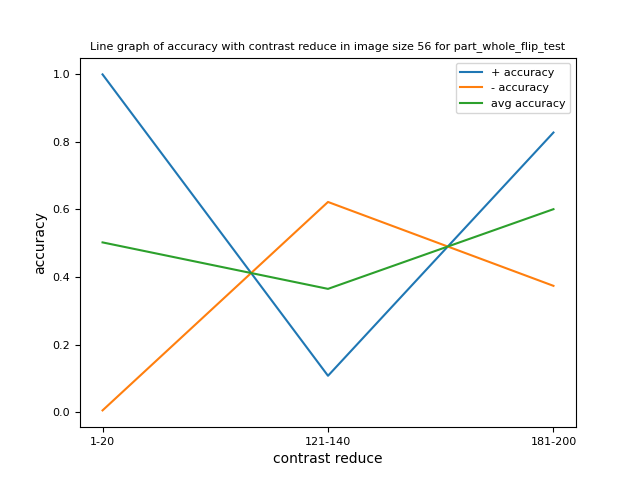 Line graph of accuracy with contrast reduce in image size 56 for part_whole_flip_test
+ accuracy
- accuracy
avg accuracy
1.0
0.8
0.6
0.4
0.2
0.0
accuracy
1-20
121-140
181-200
contrast reduce